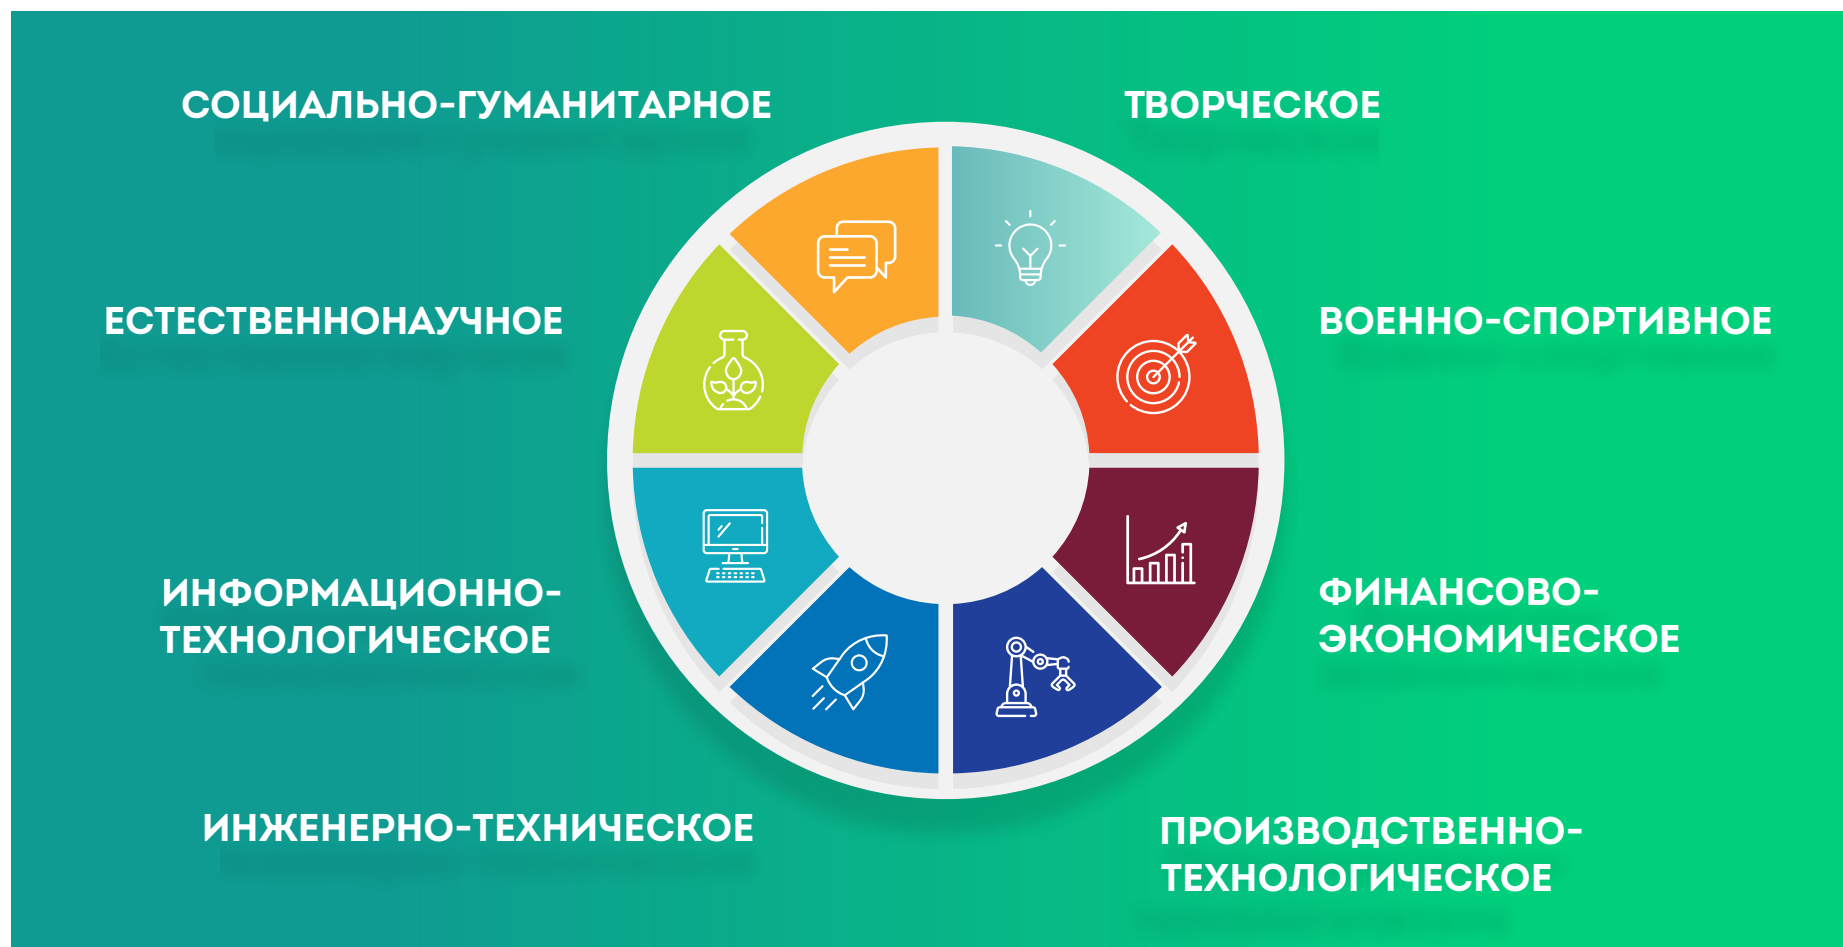 СОЦИАЛЬНО-ГУМАНИТАРНОЕ
ТВОРЧЕСКОЕ
ЕСТЕСТВЕННОНАУЧНОЕ
ВОЕННО-СПОРТИВНОЕ
ИНФОРМАЦИОННО-
ТЕХНОЛОГИЧЕСКОЕ
ФИНАНСОВО-
ЭКОНОМИЧЕСКОЕ
ИНЖЕНЕРНО-ТЕХНИЧЕСКОЕ
ПРОИЗВОДСТВЕННО-
ТЕХНОЛОГИЧЕСКОЕ